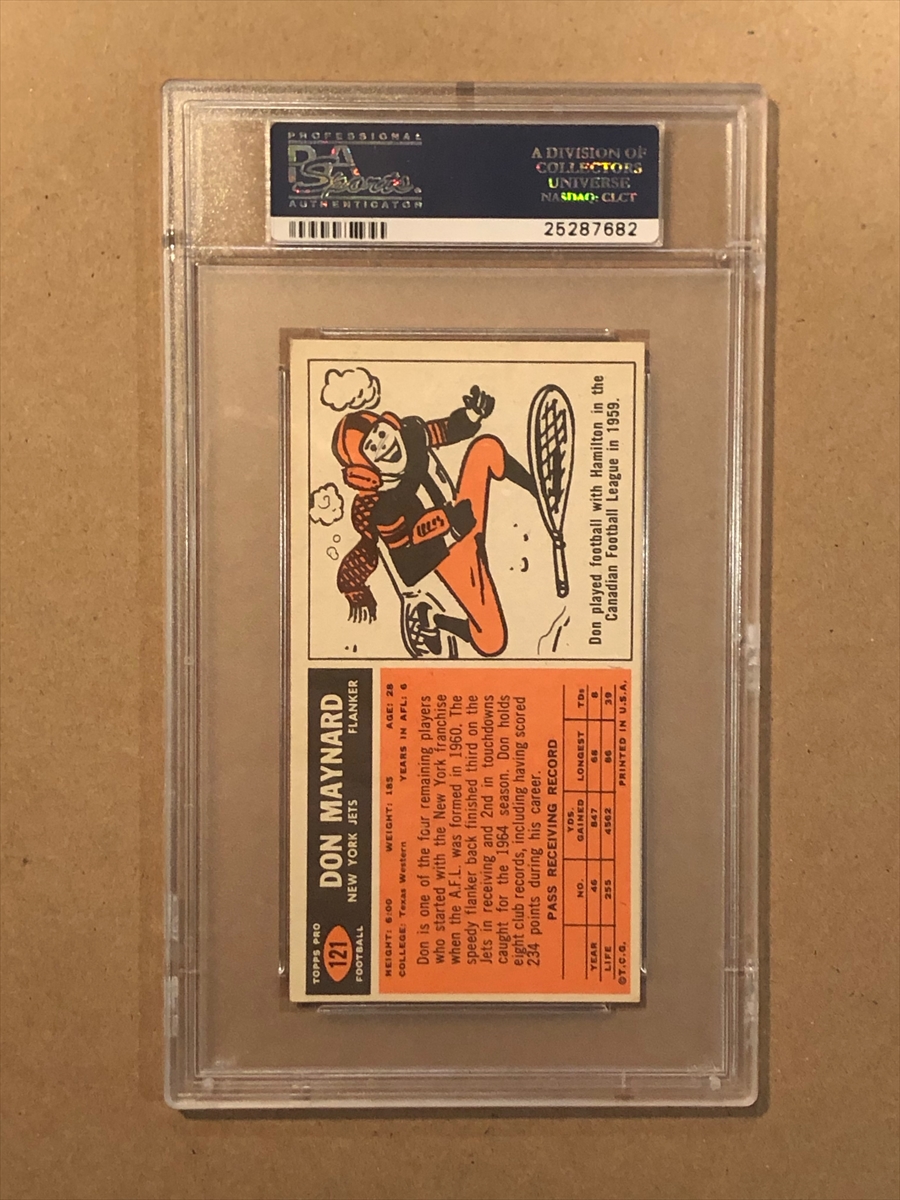 PROFESSIONAL
PSA
Sports
AUTHENTICATOR
A DIVISION OF
COLLECTORS
UNIVERSE
NASDAQ: CLCT
25287682
TOPPS PRO
121
FOOTBALL
DON MAYNARD
NEW YORK JETS FLANKER
HEIGHT: 6:00 WEIGHT: 185 AGE: 28
COLLEGE: Texas Western YEARS IN AFL: 6
Don is one of the four remaining players
who started with the New York franchise
when the A.F.L. was formed in 1960. The
speedy flanker back finished third on the
Jets in receiving and 2nd in touchdowns
caught for the 1964 season. Don holds
eight club records, including having scored
234 points during his career.
PASS RECEIVING RECORD
NO. YDS. GAINED LONGEST TDs
YEAR 46 847 68 8
LIFE 255 4562 86 39
©T.C.G. PRINTED IN U.S.A.
Don played football with Hamilton in the
Canadian Football League in 1959.